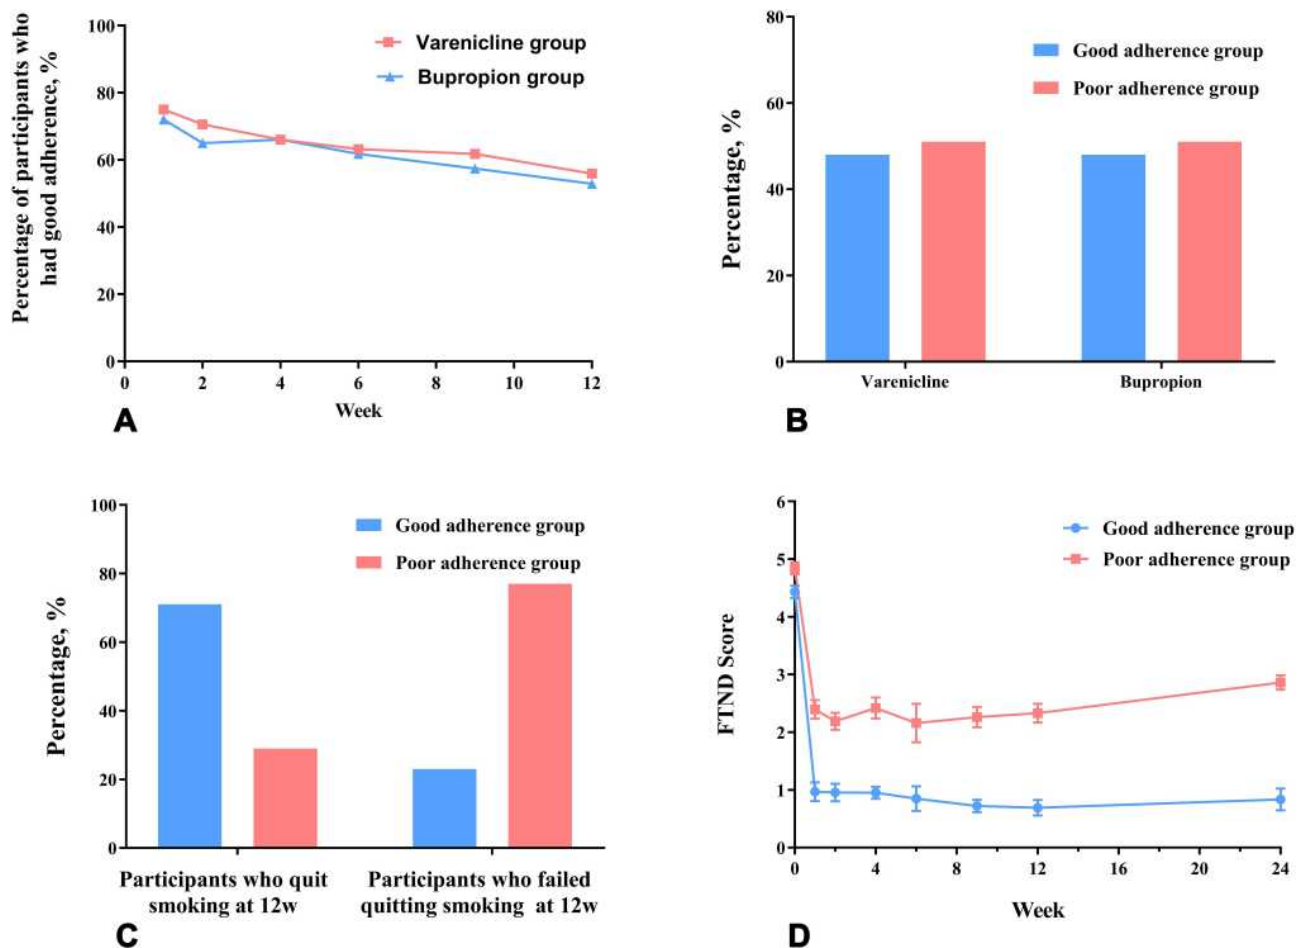 Percentage of participants who
had good adherence, %
100
80
60
40
20
0
0
2
4
6
8
10
12
Week
Varenicline group
Bupropion group
A
Percentage, %
80
60
40
20
0
Good adherence group
Poor adherence group
Varenicline
Bupropion
B
Percentage, %
100
80
60
40
20
0
Good adherence group
Poor adherence group
Participants who quit
smoking at 12w
Participants who failed
quitting smoking at 12w
C
FTND Score
6
5
4
3
2
1
0
Good adherence group
Poor adherence group
0
4
8
12
16
20
24
Week
D